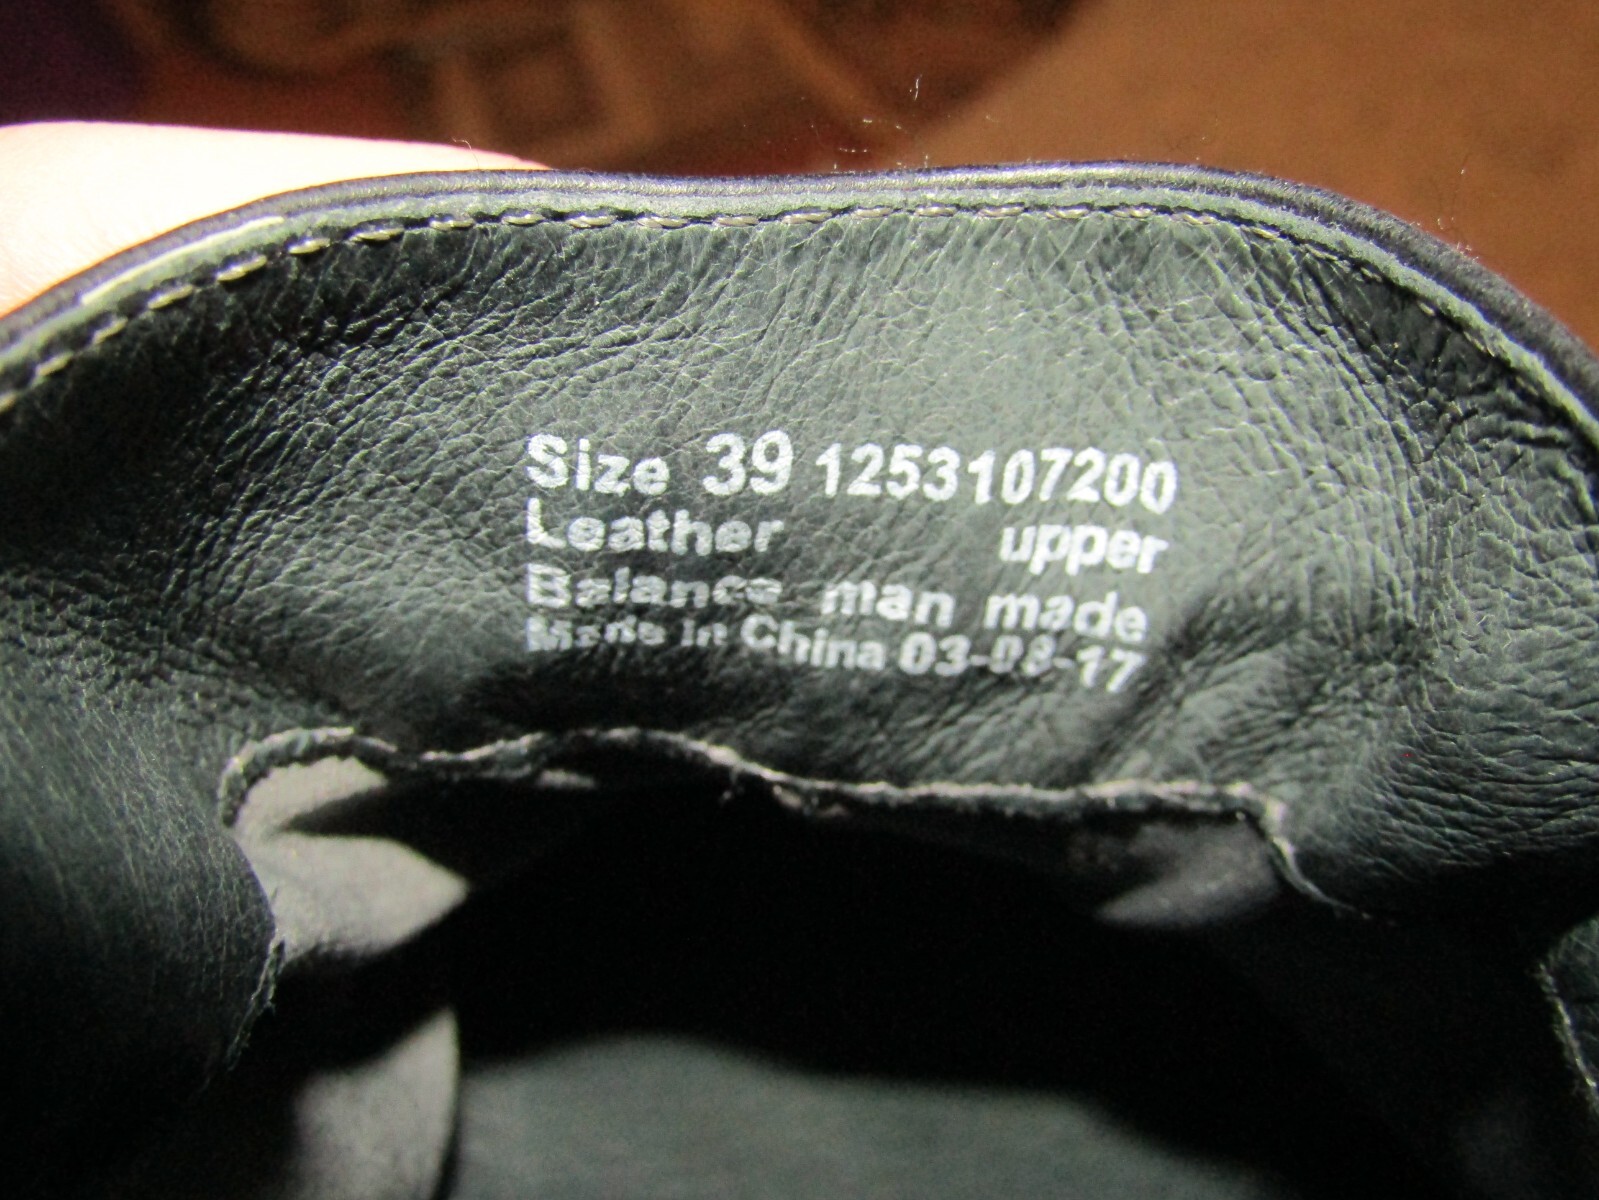 Size 39 1253107200
Leather upper
Balance man made
Made in China 03-08-17